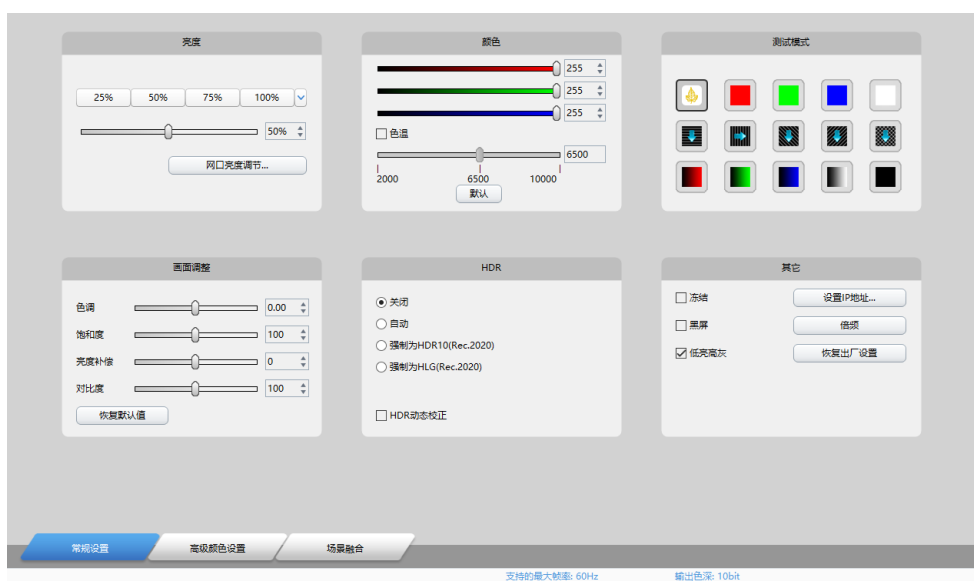 亮度
25% 50% 75% 100%
50%
网口亮度调节...
颜色
255
255
255
色温
6500
2000 6500 10000
默认
测试模式
画面调整
色调 0.00
饱和度 100
亮度补偿 0
对比度 100
恢复默认值
HDR
关闭
自动
强制为HDR10(Rec.2020)
强制为HLG(Rec.2020)
HDR动态校正
其它
冻结 设置IP地址...
黑屏 倍频
低亮高灰 恢复出厂设置
常规设置 高级颜色设置 场景融合
支持的最大帧率: 60Hz 输出色深: 10bit